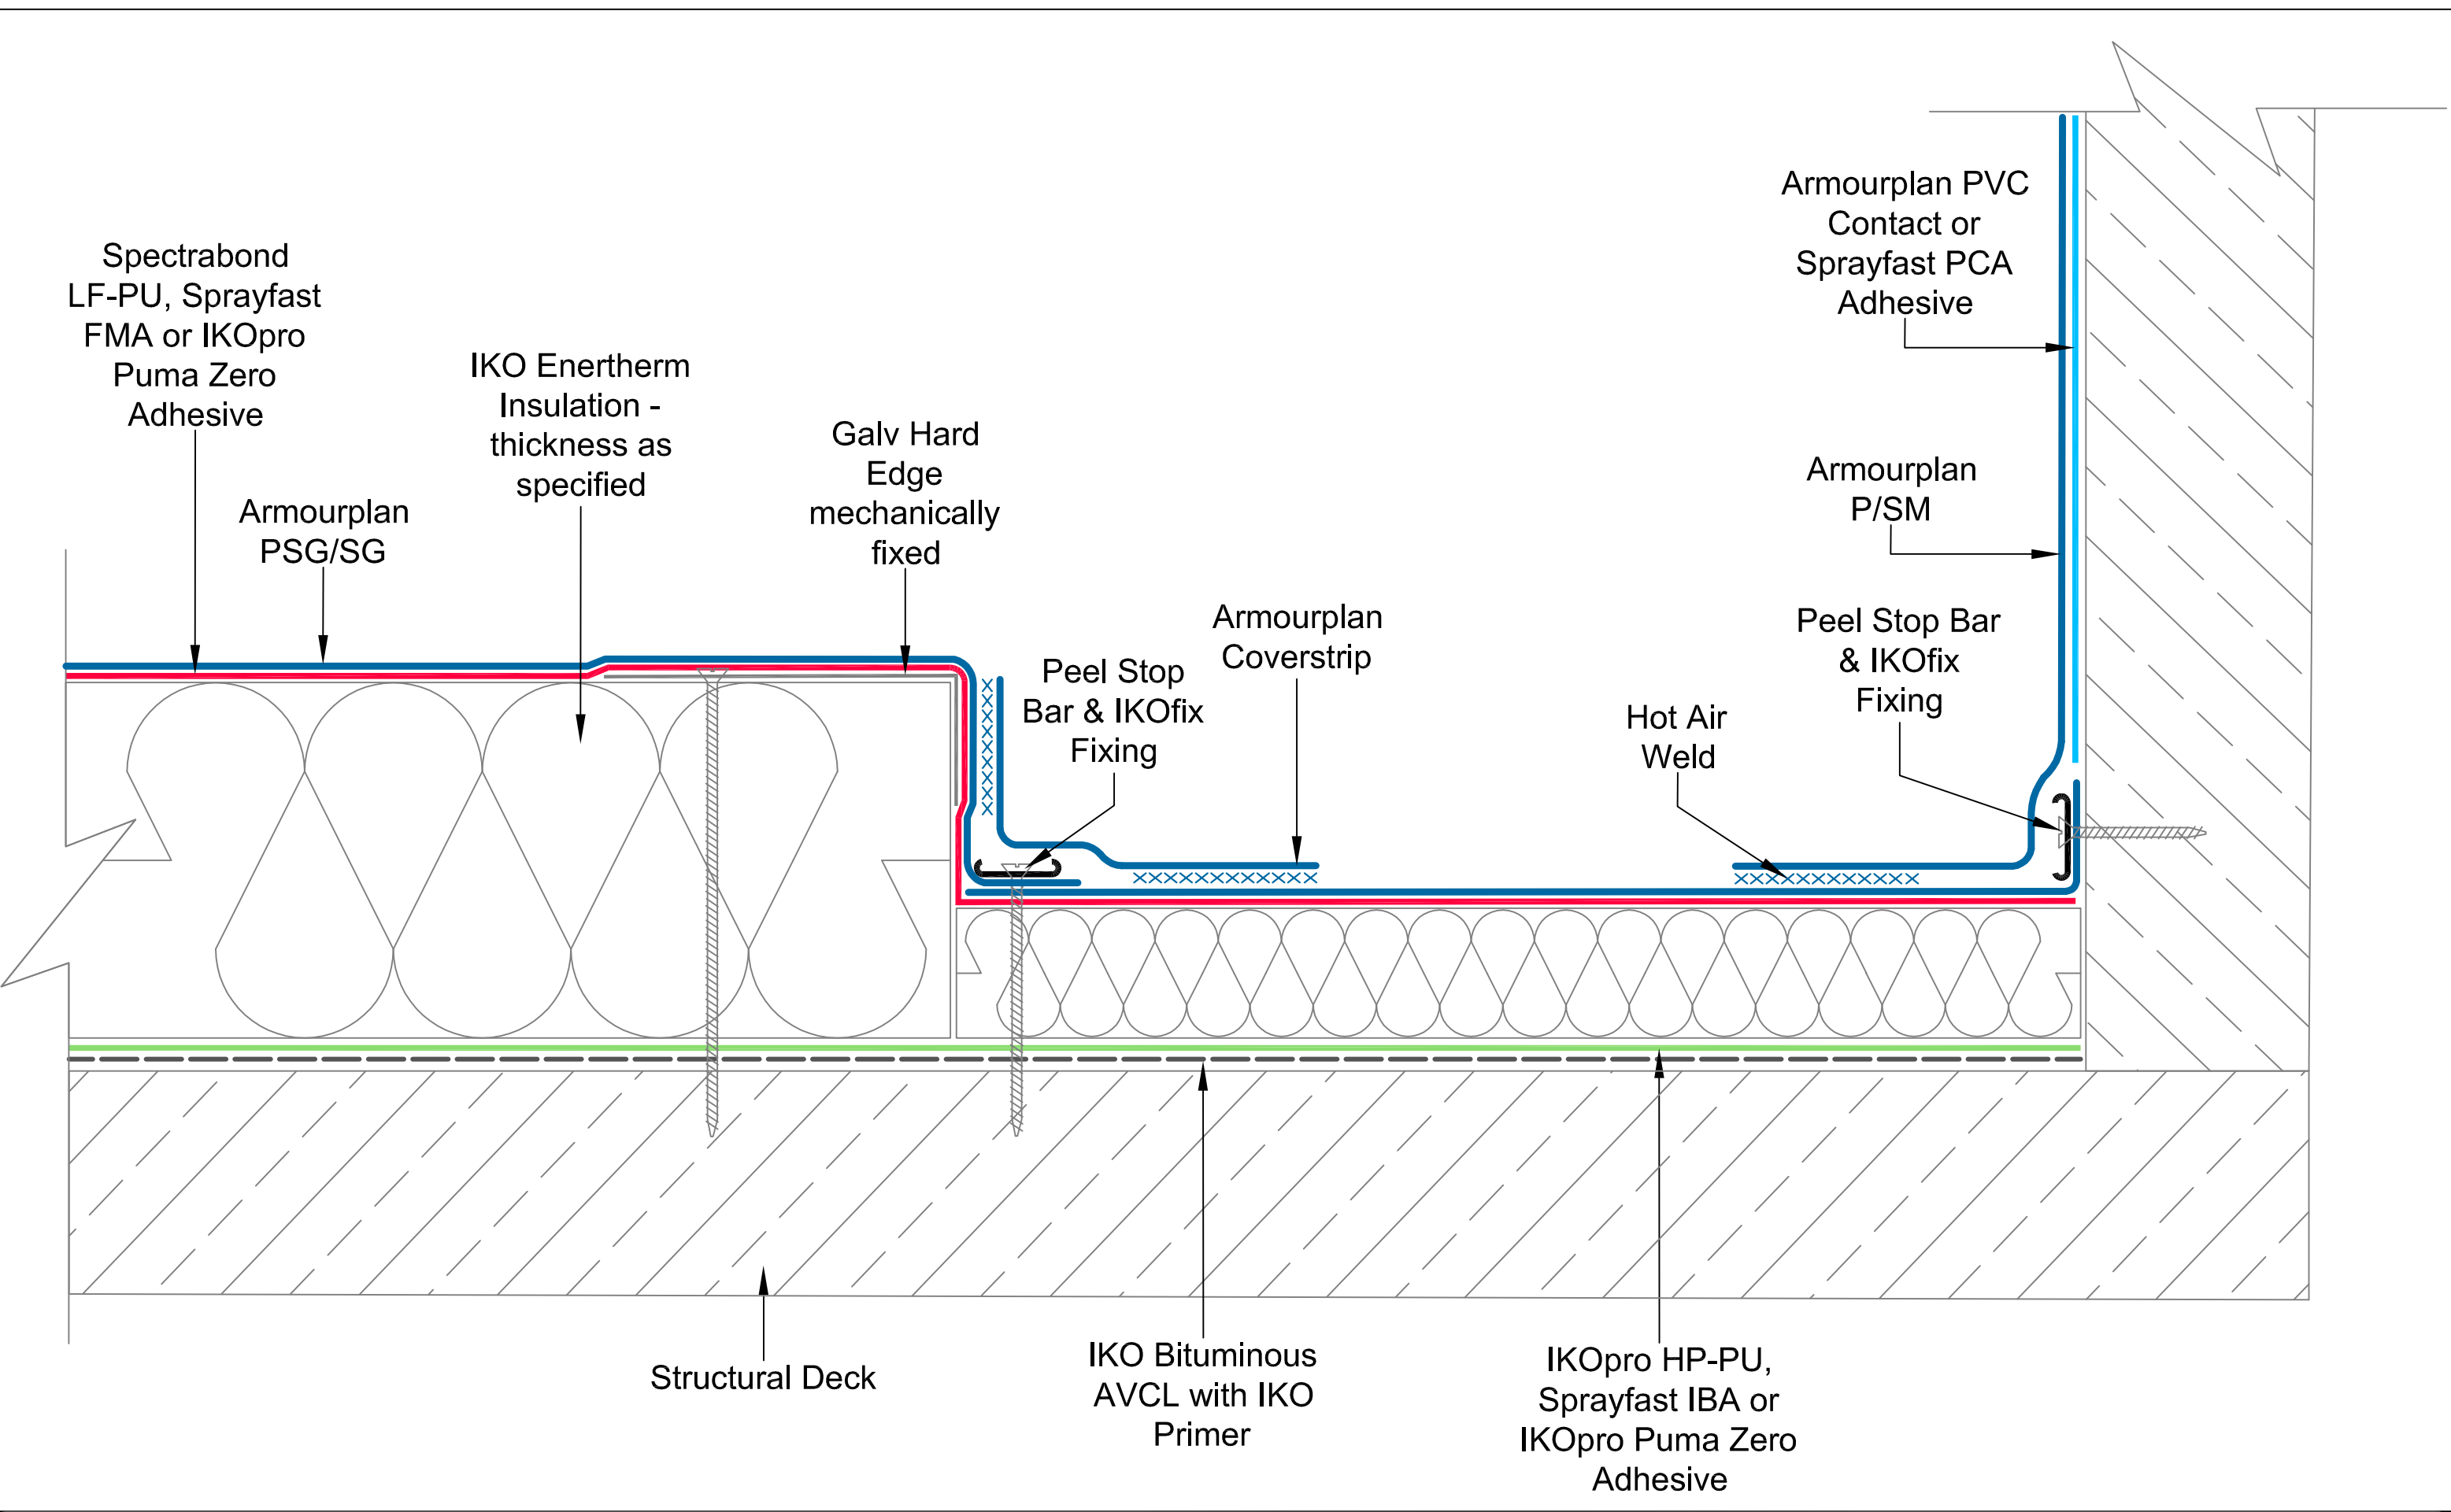 Spectrabond
LF-PU, Sprayfast
FMA or IKOpro
Puma Zero
Adhesive
Armourplan
PSG/SG
IKO Enertherm
Insulation -
thickness as
specified
Galv Hard
Edge
mechanically
fixed
Peel Stop
Bar & IKOfix
Fixing
Armourplan
Coverstrip
Hot Air
Weld
Armourplan PVC
Contact or
Sprayfast PCA
Adhesive
Armourplan
P/SM
Peel Stop Bar
& IKOfix
Fixing
Structural Deck
IKO Bituminous
AVCL with IKO
Primer
IKOpro HP-PU,
Sprayfast IBA or
IKOpro Puma Zero
Adhesive